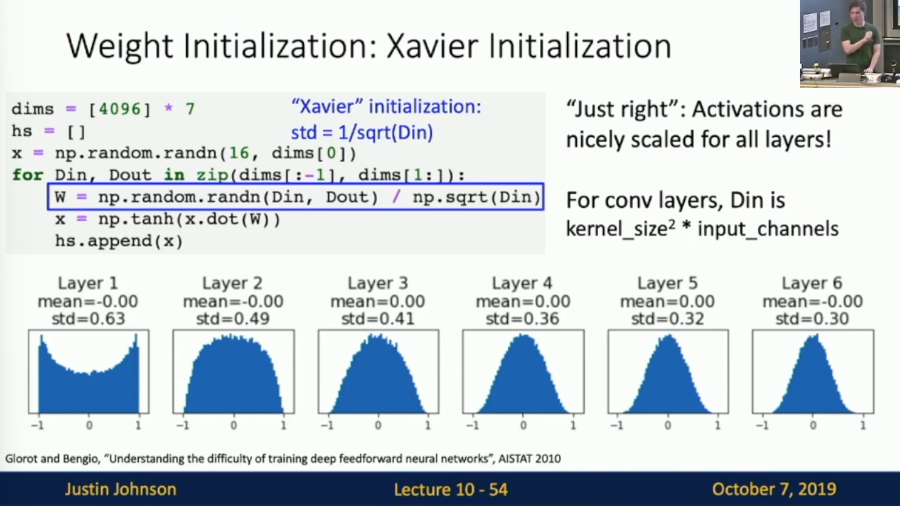 Weight Initialization: Xavier Initialization
dims = [4096] * 7
hs = []
x = np.random.randn(16, dims[0])
for Din, Dout in zip(dims[:-1], dims[1:]):
W = np.random.randn(Din, Dout) / np.sqrt(Din)
x = np.tanh(x.dot(W))
hs.append(x)
“Xavier” initialization:
std = 1/sqrt(Din)
“Just right”: Activations are
nicely scaled for all layers!
For conv layers, Din is
kernel_size² * input_channels
Layer 1
mean=-0.00
std=0.63
-1 0 1
Layer 2
mean=-0.00
std=0.49
-1 0 1
Layer 3
mean=0.00
std=0.41
-1 0 1
Layer 4
mean=0.00
std=0.36
-1 0 1
Layer 5
mean=0.00
std=0.32
-1 0 1
Layer 6
mean=-0.00
std=0.30
-1 0 1
Glorot and Bengio, “Understanding the difficulty of training deep feedforward neural networks”, AISTAT 2010
Justin Johnson
Lecture 10 - 54
October 7, 2019